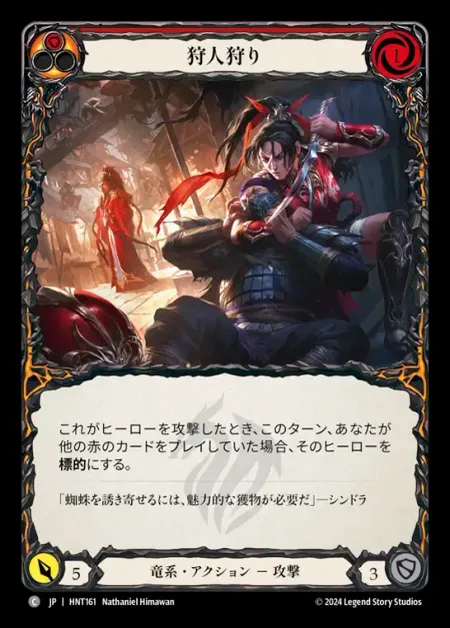 狩人狩り
1
これがヒーローを攻撃したとき、このターン、あなたが
他の赤のカードをプレイしていた場合、そのヒーローを
標的にする。
「蜘蛛を誘き寄せるには、魅力的な獲物が必要だ」―シンドラ
5
竜系・アクション － 攻撃
3
C JP | HNT161 Nathaniel Himawan
© 2024 Legend Story Studios